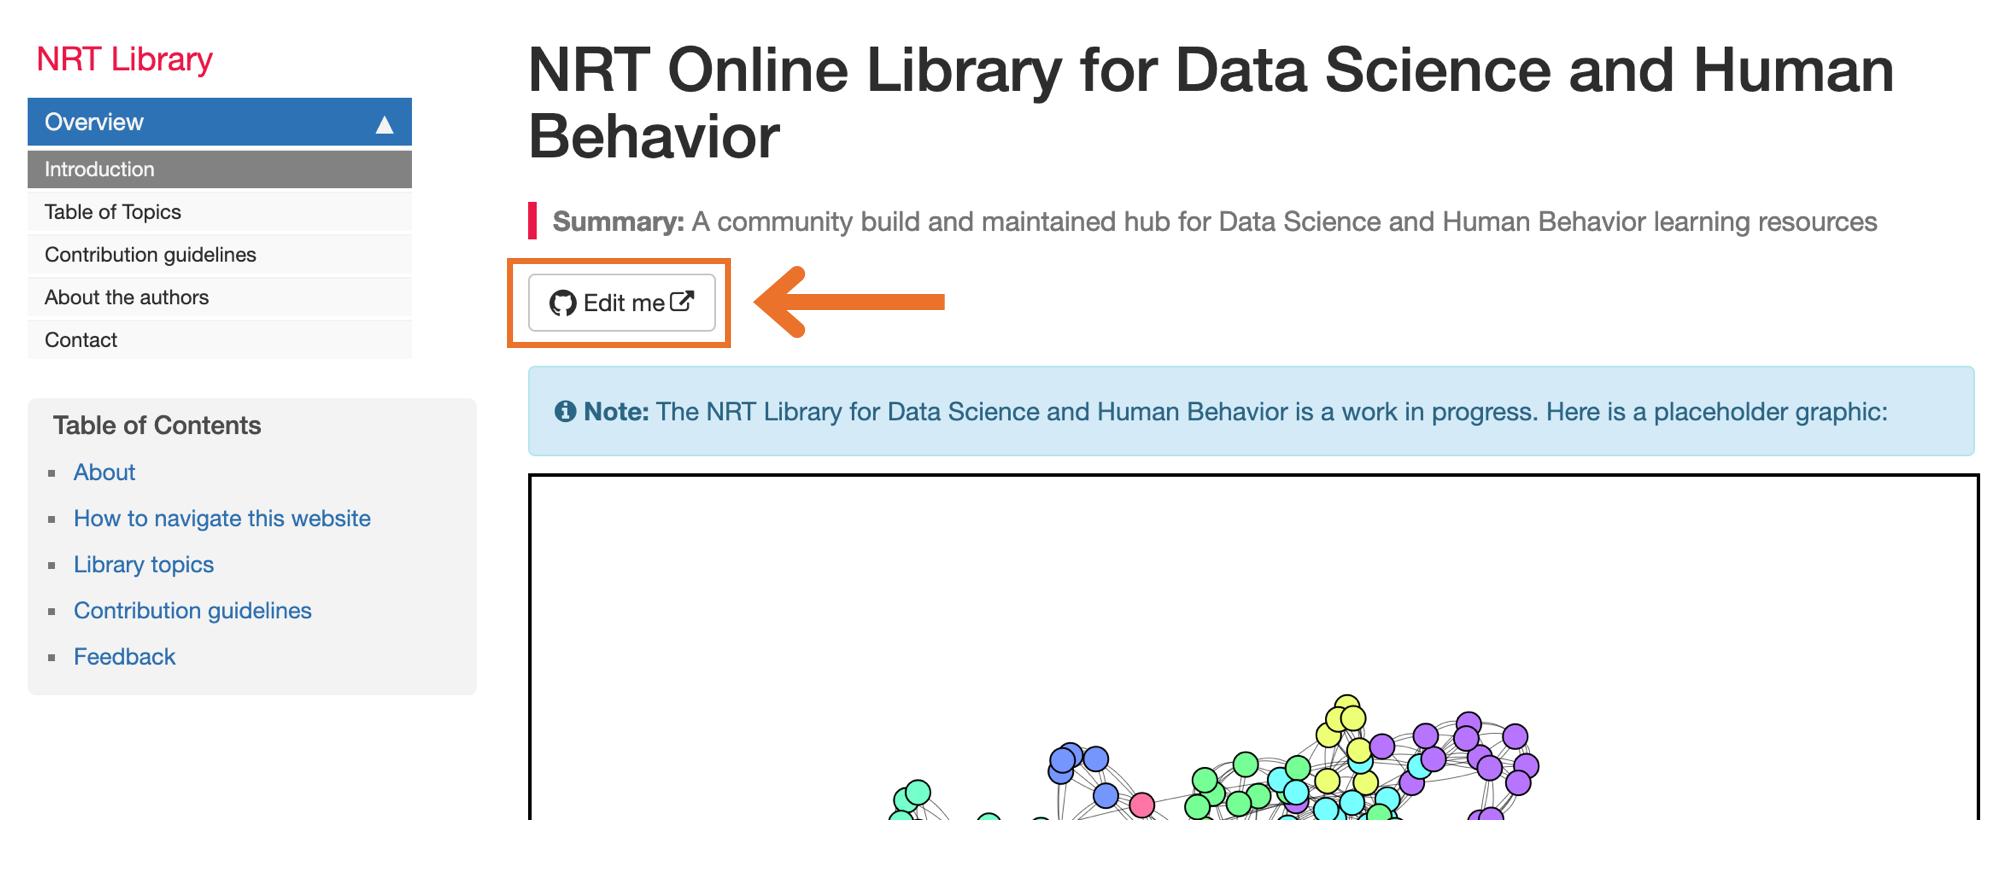 NRT Library
Overview
Introduction
Table of Topics
Contribution guidelines
About the authors
Contact
Table of Contents
About
How to navigate this website
Library topics
Contribution guidelines
Feedback
NRT Online Library for Data Science and Human
Behavior
Summary: A community build and maintained hub for Data Science and Human Behavior learning resources
Edit me
Note: The NRT Library for Data Science and Human Behavior is a work in progress. Here is a placeholder graphic: